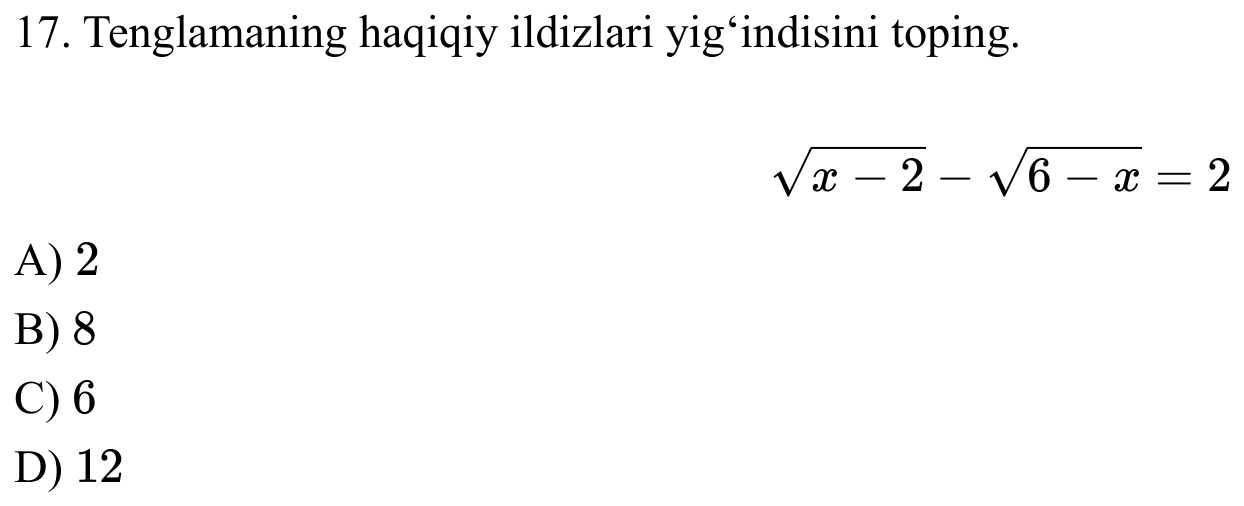 17. Tenglamaning haqiqiy ildizlari yig‘indisini toping.
√(x − 2) − √(6 − x) = 2
A) 2
B) 8
C) 6
D) 12